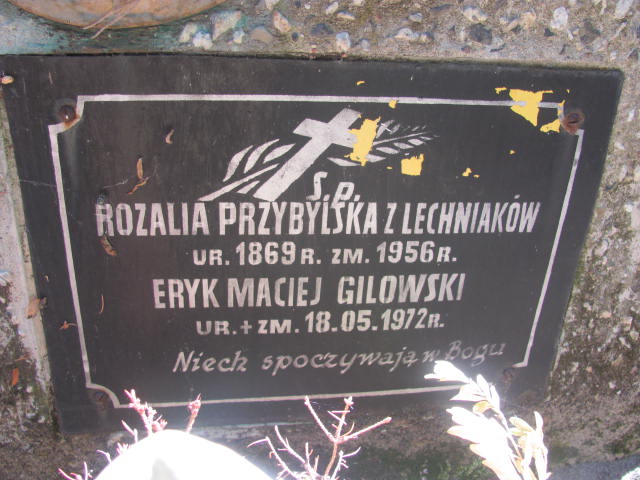 Ś.P.
ROZALIA PRZYBYLSKA Z LECHNIAKÓW
UR. 1869 R. ZM. 1956 R.
ERYK MACIEJ GILOWSKI
UR. + ZM. 18.05.1972 R.
Niech spoczywają w Bogu